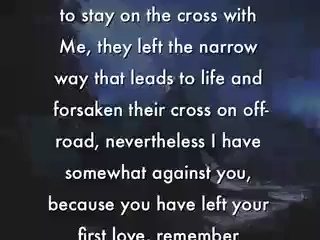 to stay on the cross with
Me, they left the narrow
way that leads to life and
forsaken their cross on off-
road, nevertheless I have
somewhat against you,
because you have left your
first love, remember